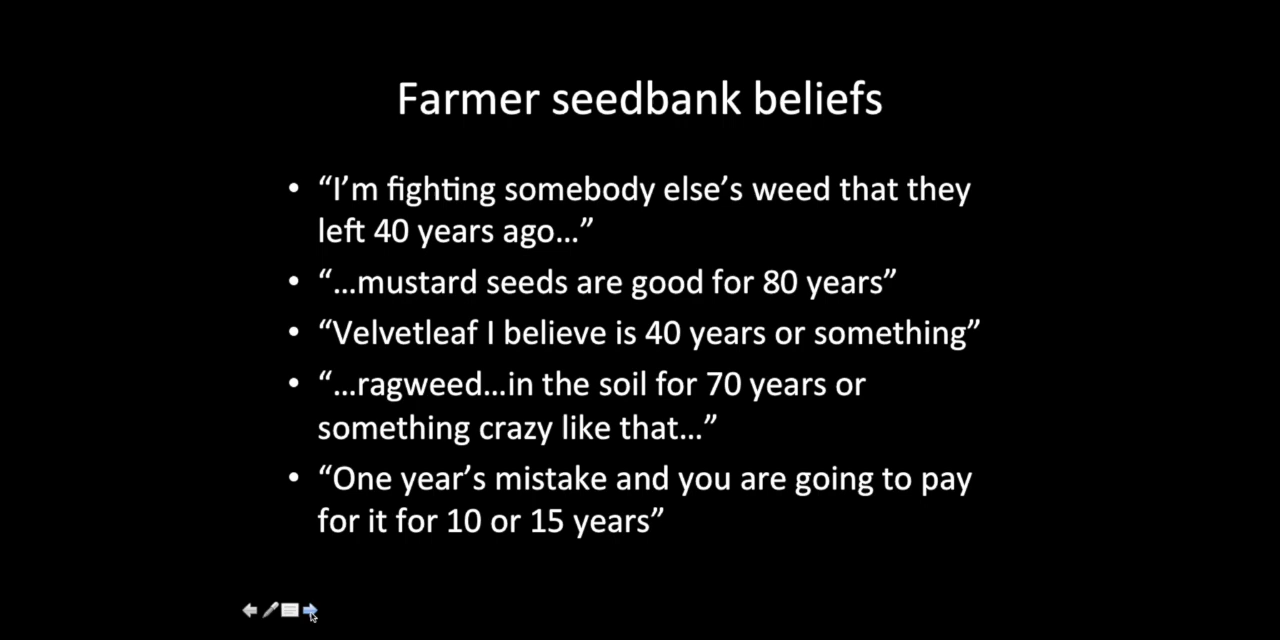 Farmer seedbank beliefs
• “I’m fighting somebody else’s weed that they
left 40 years ago…”
• “…mustard seeds are good for 80 years”
• “Velvetleaf I believe is 40 years or something”
• “…ragweed…in the soil for 70 years or
something crazy like that…”
• “One year’s mistake and you are going to pay
for it for 10 or 15 years”